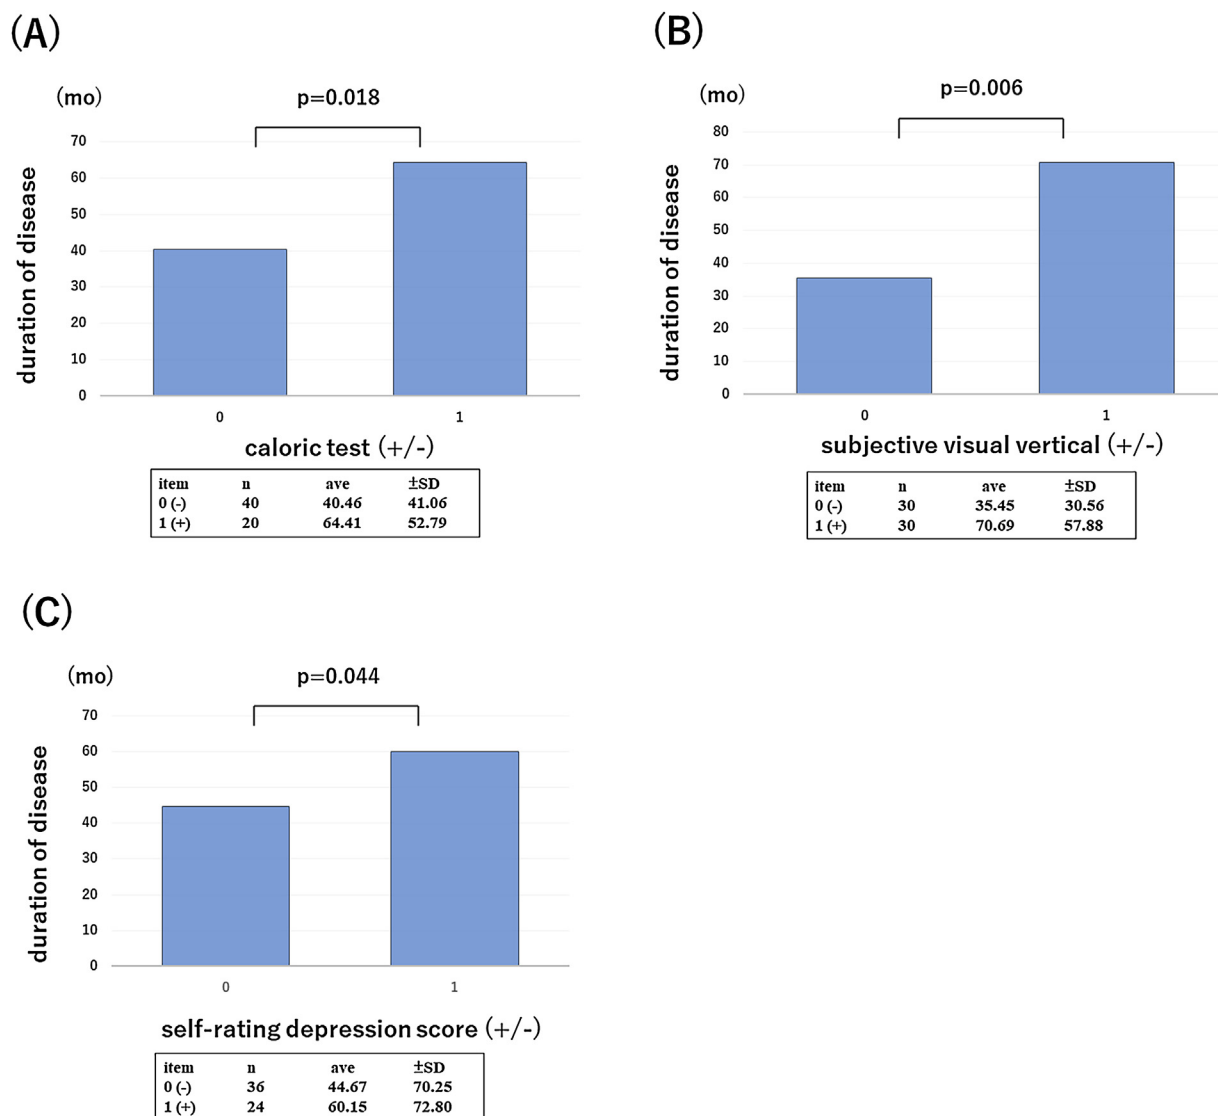 (A)
(mo)
p=0.018
duration of disease
70
60
50
40
30
20
10
0
0 1
caloric test (+/-)
item n ave ±SD
0 (-) 40 40.46 41.06
1 (+) 20 64.41 52.79
(B)
(mo)
p=0.006
duration of disease
80
70
60
50
40
30
20
10
0
0 1
subjective visual vertical (+/-)
item n ave ±SD
0 (-) 30 35.45 30.56
1 (+) 30 70.69 57.88
(C)
(mo)
p=0.044
duration of disease
70
60
50
40
30
20
10
0
0 1
self-rating depression score (+/-)
item n ave ±SD
0 (-) 36 44.67 70.25
1 (+) 24 60.15 72.80